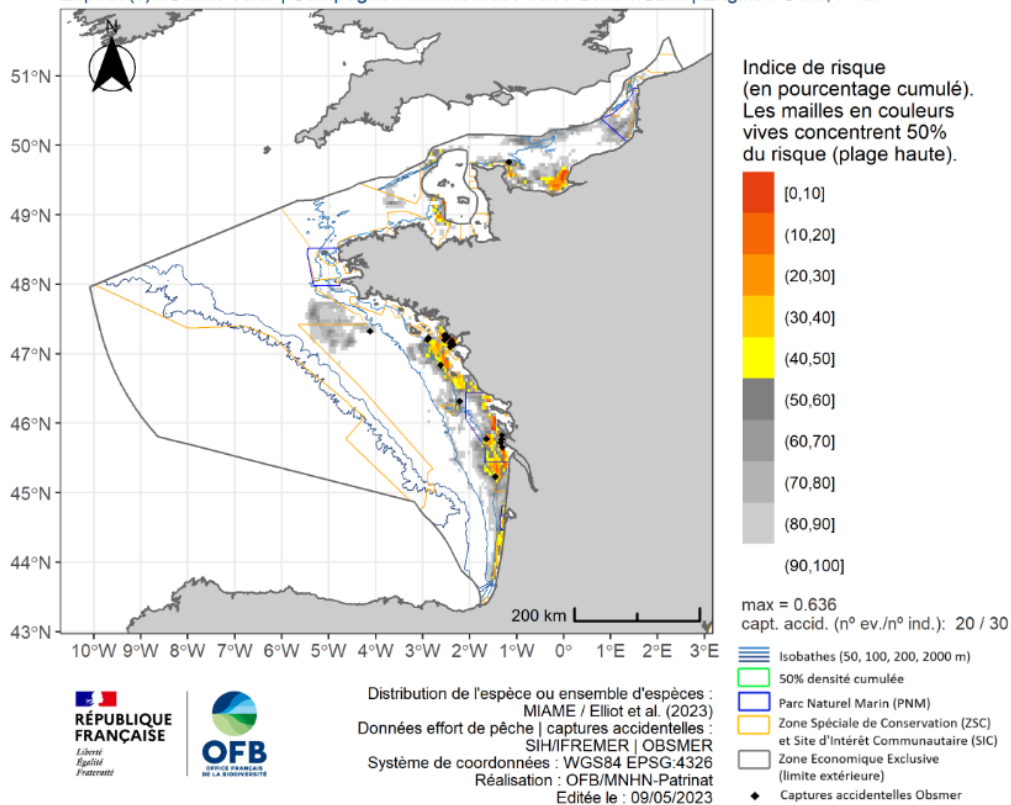 N
51°N
50°N
49°N
48°N
47°N
46°N
45°N
44°N
43°N
10°W 9°W 8°W 7°W 6°W 5°W 4°W 3°W 2°W 1°W 0° 1°E 2°E 3°E
200 km
Indice de risque
(en pourcentage cumulé).
Les mailles en couleurs
vives concentrent 50%
du risque (plage haute).
[0,10]
(10,20]
(20,30]
(30,40]
(40,50]
(50,60]
(60,70]
(70,80]
(80,90]
(90,100]
max = 0.636
capt. accid. (nº ev./nº ind.): 20 / 30
Isobathes (50, 100, 200, 2000 m)
50% densité cumulée
Parc Naturel Marin (PNM)
Zone Spéciale de Conservation (ZSC)
et Site d'Intérêt Communautaire (SIC)
Zone Economique Exclusive
(limite extérieure)
Captures accidentelles Obsmer
RÉPUBLIQUE
FRANÇAISE
Liberté
Égalité
Fraternité
OFB
OFFICE FRANÇAIS
DE LA BIODIVERSITÉ
Distribution de l'espèce ou ensemble d'espèces :
MIAME / Elliot et al. (2023)
Données effort de pêche | captures accidentelles :
SIH/IFREMER | OBSMER
Système de coordonnées : WGS84 EPSG:4326
Réalisation : OFB/MNHN-Patrinat
Editée le : 09/05/2023